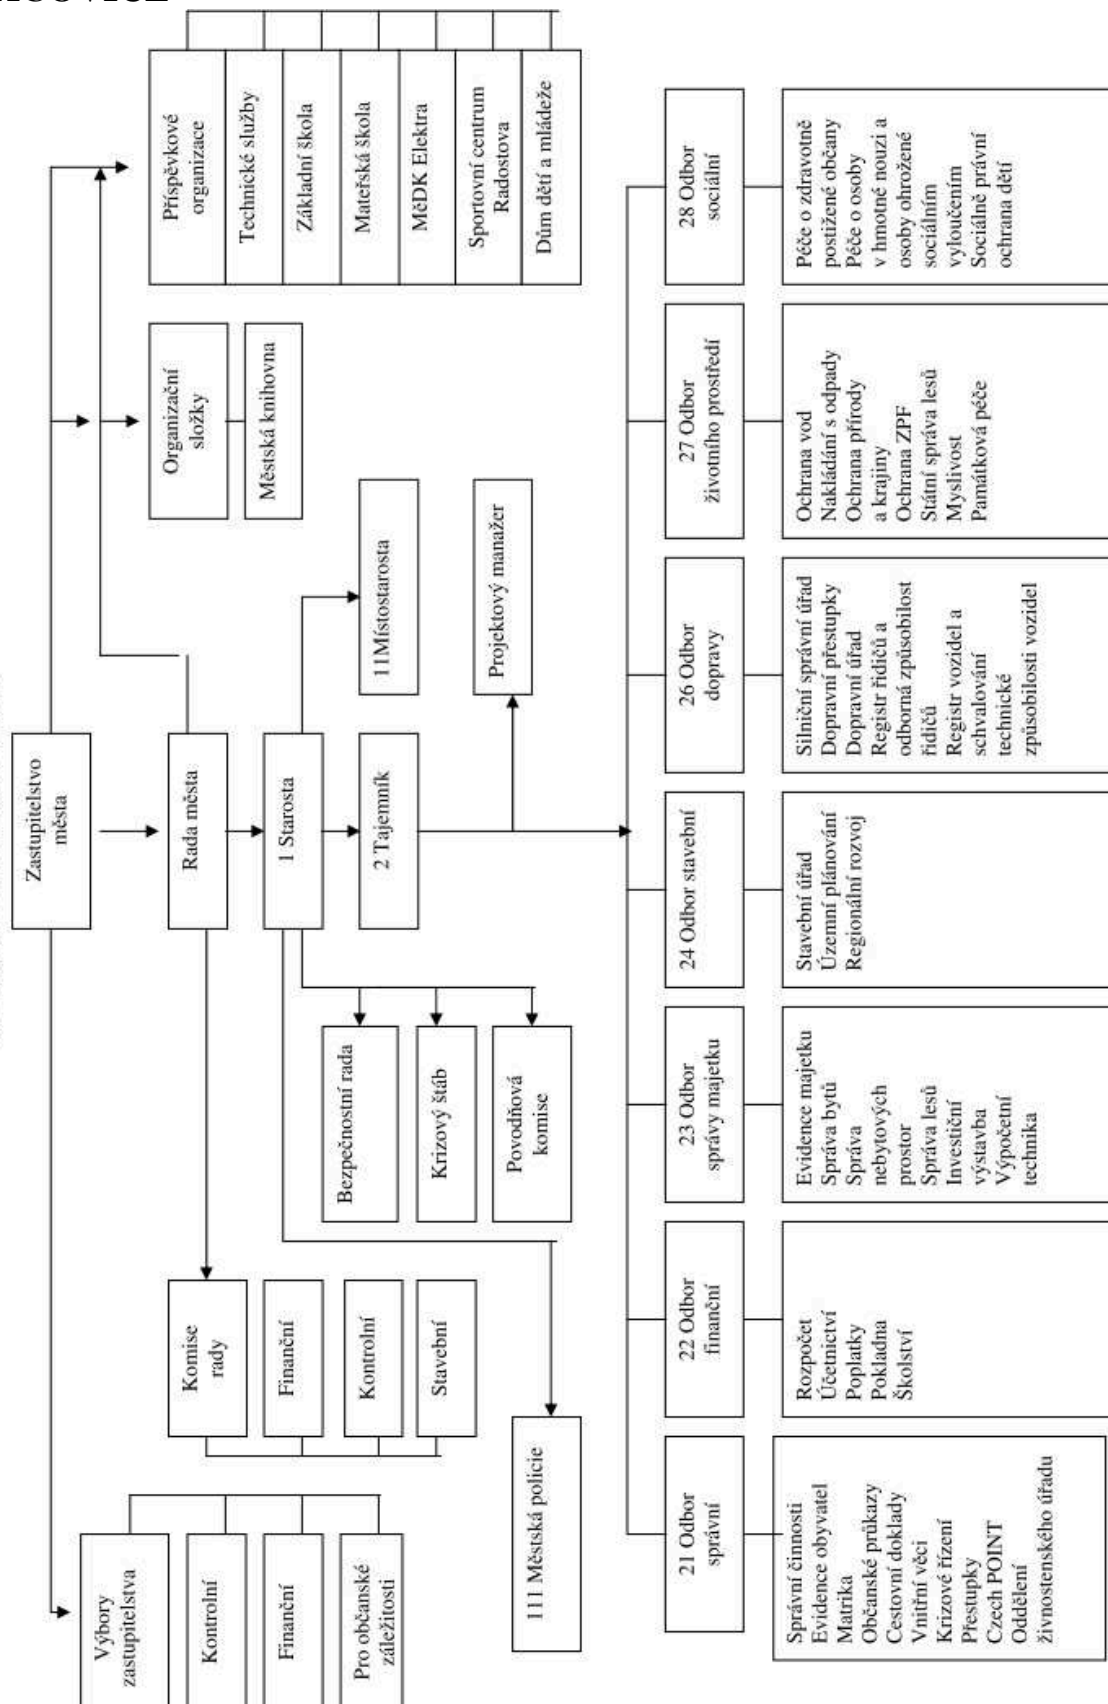 Zastupitelstvo
města
Rada města
1 Starosta
2 Tajemník
11Místostarosta
Projektový manažer
Výbory
zastupitelstva
Kontrolní
Finanční
Pro občanské
záležitosti
Komise
rady
Finanční
Kontrolní
Stavební
111 Městská policie
Bezpečnostní rada
Krizový štáb
Povodňová
komise
Organizační
složky
Městská knihovna
Příspěvkové
organizace
Technické služby
Základní škola
Mateřská škola
MěDK Elektra
Sportovní centrum
Radostova
Dům dětí a mládeže
21 Odbor
správní
Správní činnosti
Evidence obyvatel
Matrika
Občanské průkazy
Cestovní doklady
Vnitřní věci
Krizové řízení
Přestupky
Czech POINT
Oddělení
živnostenského úřadu
22 Odbor
finanční
Rozpočet
Účetnictví
Poplatky
Pokladna
Školství
23 Odbor
správy majetku
Evidence majetku
Správa bytů
Správa
nebytových
prostor
Správa lesů
Investiční
výstavba
Výpočetní
technika
24 Odbor stavební
Stavební úřad
Územní plánování
Regionální rozvoj
26 Odbor
dopravy
Silniční správní úřad
Dopravní přestupky
Dopravní úřad
Registr řidičů a
odborná způsobilost
řidičů
Registr vozidel a
schvalování
technické
způsobilosti vozidel
27 Odbor
životního prostředí
Ochrana vod
Nakládání s odpady
Ochrana přírody
a krajiny
Ochrana ZPF
Státní správa lesů
Myslivost
Památková péče
28 Odbor
sociální
Péče o zdravotně
postižené občany
Péče o osoby
v hmotné nouzi a
osoby ohrožené
sociálním
vyloučením
Sociálně právní
ochrana dětí